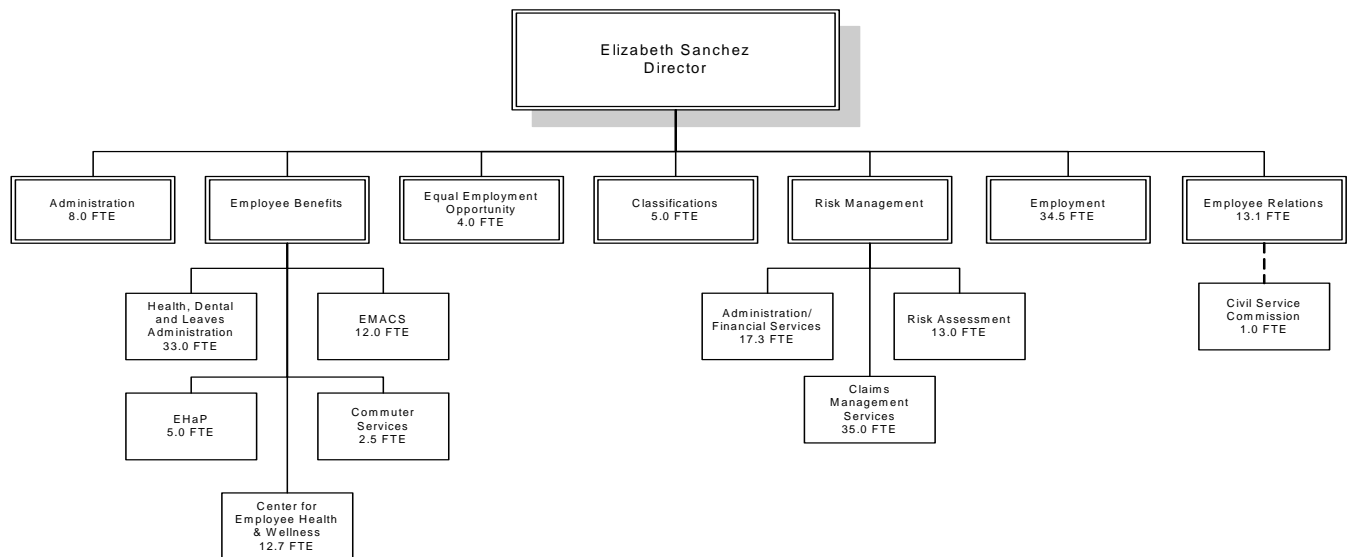 Elizabeth Sanchez
Director
Administration
8.0 FTE
Employee Benefits
Equal Employment
Opportunity
4.0 FTE
Classifications
5.0 FTE
Risk Management
Employment
34.5 FTE
Employee Relations
13.1 FTE
Health, Dental
and Leaves
Administration
33.0 FTE
EMACS
12.0 FTE
Administration/
Financial Services
17.3 FTE
Risk Assessment
13.0 FTE
Civil Service
Commission
1.0 FTE
EHaP
5.0 FTE
Commuter
Services
2.5 FTE
Claims
Management
Services
35.0 FTE
Center for
Employee Health
& Wellness
12.7 FTE